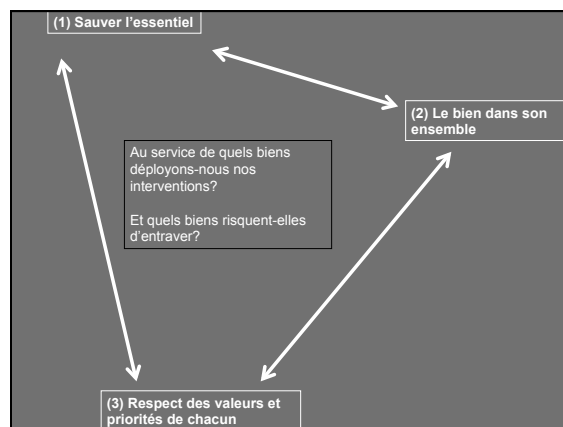 (1) Sauver l’essentiel
(2) Le bien dans son
ensemble
Au service de quels biens
déployons-nous nos
interventions?
Et quels biens risquent-elles
d’entraver?
(3) Respect des valeurs et
priorités de chacun